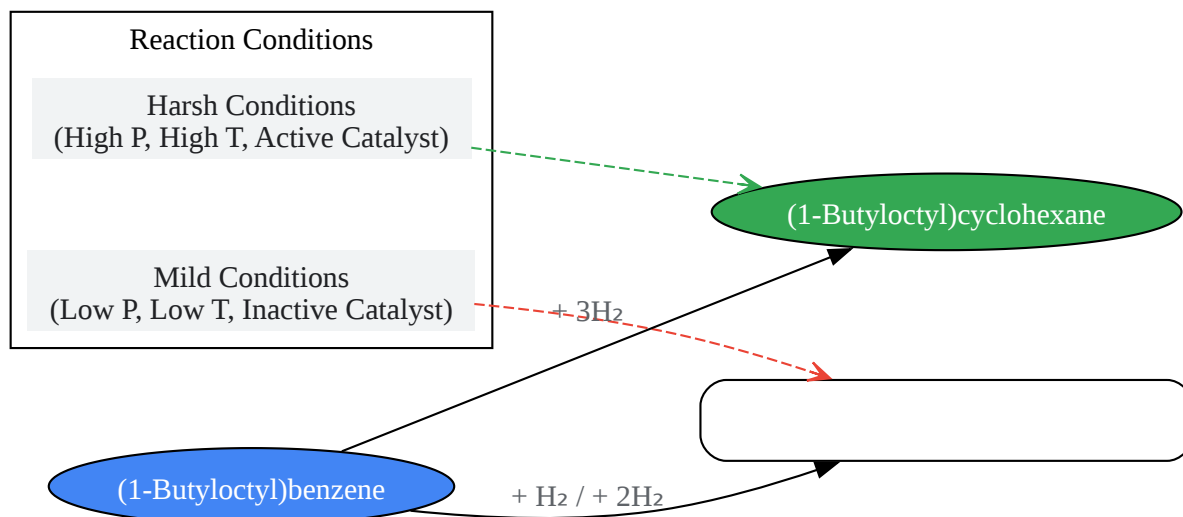 Reaction Conditions
Harsh Conditions
(High P, High T, Active Catalyst)
(1-Butyloctyl)cyclohexane
Mild Conditions
(Low P, Low T, Inactive Catalyst)
+ 3H₂
(1-Butyloctyl)benzene
+ H₂ / + 2H₂